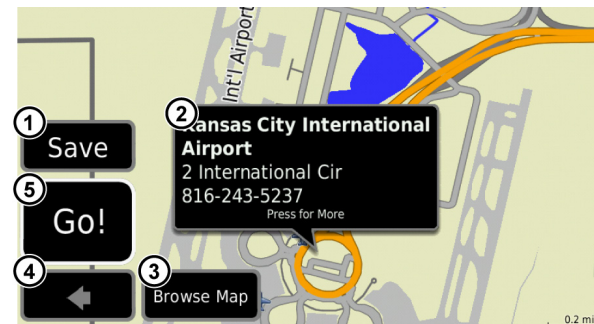 Int'l Airport
1
Save
2
Kansas City International
Airport
2 International Cir
816-243-5237
Press for More
5
Go!
4
3
Browse Map
0.2 mi